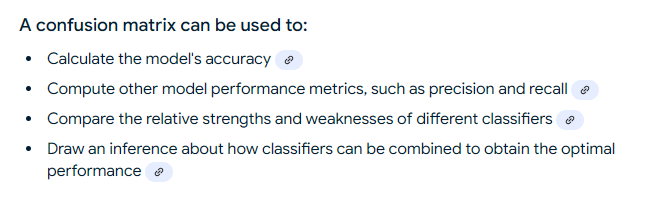 A confusion matrix can be used to:
• Calculate the model's accuracy
• Compute other model performance metrics, such as precision and recall
• Compare the relative strengths and weaknesses of different classifiers
• Draw an inference about how classifiers can be combined to obtain the optimal
performance